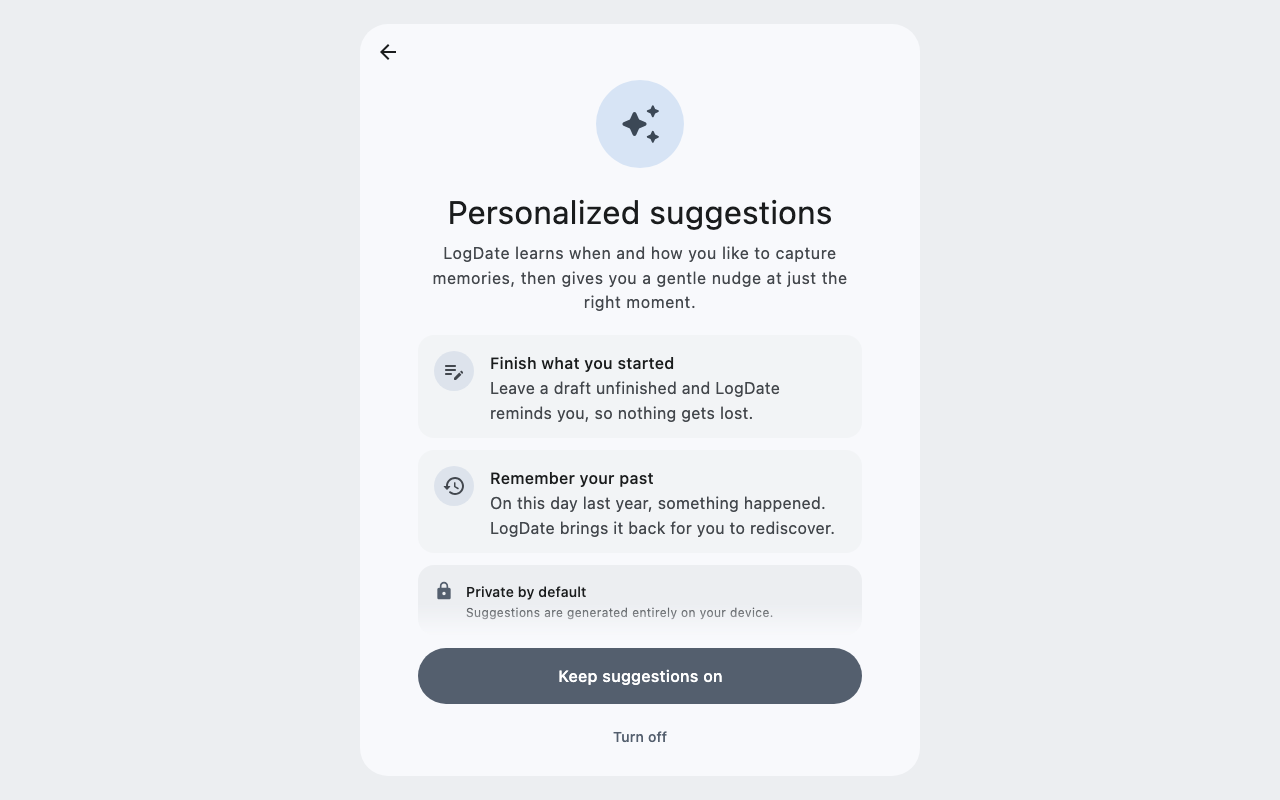 Personalized suggestions
LogDate learns when and how you like to capture
memories, then gives you a gentle nudge at just the
right moment.
Finish what you started
Leave a draft unfinished and LogDate
reminds you, so nothing gets lost.
Remember your past
On this day last year, something happened.
LogDate brings it back for you to rediscover.
Private by default
Suggestions are generated entirely on your device.
Keep suggestions on
Turn off